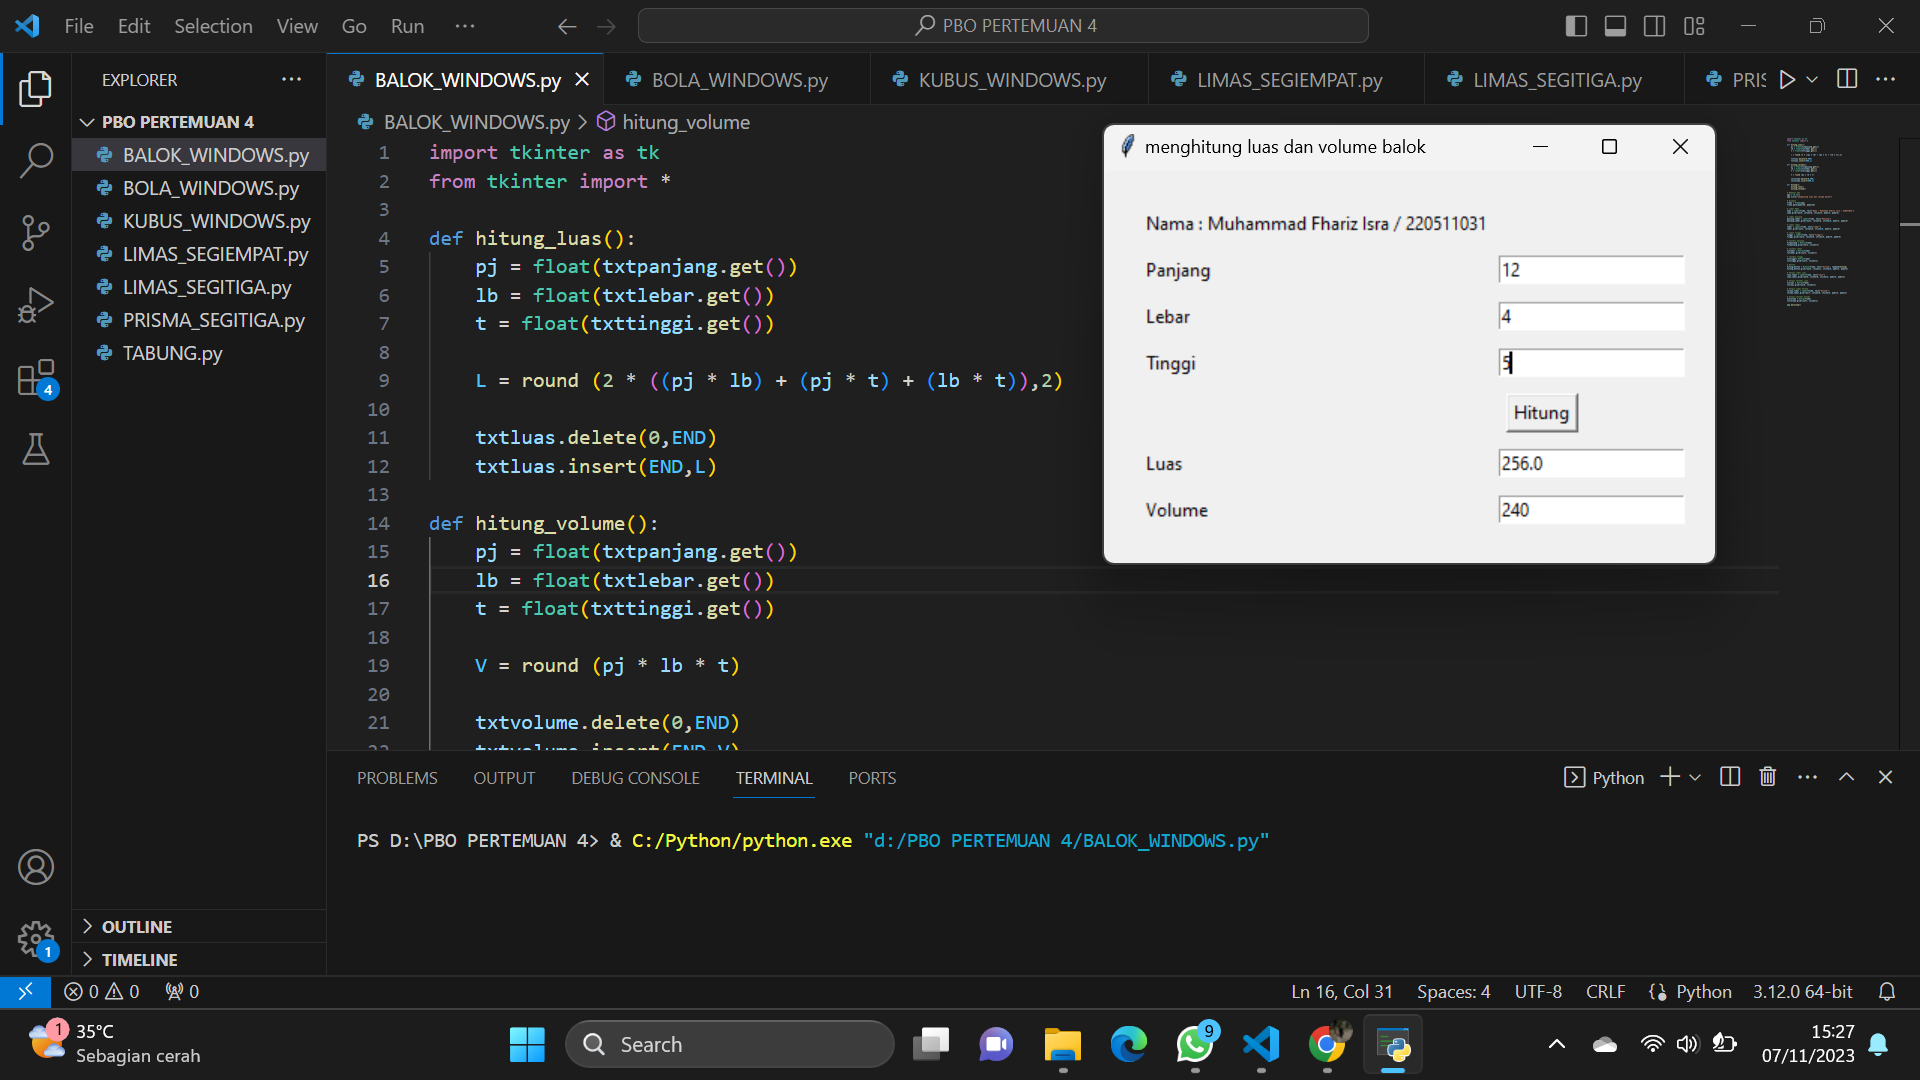 File Edit Selection View Go Run ···
PBO PERTEMUAN 4
EXPLORER ···
PBO PERTEMUAN 4
BALOK_WINDOWS.py
BOLA_WINDOWS.py
KUBUS_WINDOWS.py
LIMAS_SEGIEMPAT.py
LIMAS_SEGITIGA.py
PRISMA_SEGITIGA.py
TABUNG.py
4
1
OUTLINE
TIMELINE
BALOK_WINDOWS.py BOLA_WINDOWS.py KUBUS_WINDOWS.py LIMAS_SEGIEMPAT.py LIMAS_SEGITIGA.py PRIS
BALOK_WINDOWS.py > hitung_volume
1 import tkinter as tk
2 from tkinter import *
3
4 def hitung_luas():
5 pj = float(txtpanjang.get())
6 lb = float(txtlebar.get())
7 t = float(txttinggi.get())
8
9 L = round (2 * ((pj * lb) + (pj * t) + (lb * t)),2)
10
11 txtluas.delete(0,END)
12 txtluas.insert(END,L)
13
14 def hitung_volume():
15 pj = float(txtpanjang.get())
16 lb = float(txtlebar.get())
17 t = float(txttinggi.get())
18
19 V = round (pj * lb * t)
20
21 txtvolume.delete(0,END)
22 txtvolume.insert(END,V)
menghitung luas dan volume balok
Nama : Muhammad Fhariz Isra / 220511031
Panjang 12
Lebar 4
Tinggi 5
Hitung
Luas 256.0
Volume 240
PROBLEMS OUTPUT DEBUG CONSOLE TERMINAL PORTS
Python
PS D:\PBO PERTEMUAN 4> & C:/Python/python.exe "d:/PBO PERTEMUAN 4/BALOK_WINDOWS.py"
0 0 0
Ln 16, Col 31 Spaces: 4 UTF-8 CRLF Python 3.12.0 64-bit
1
35°C
Sebagian cerah
Search
9
15:27
07/11/2023